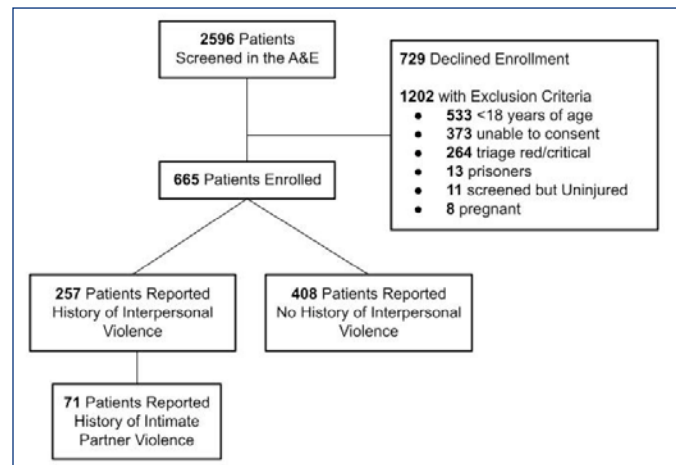 2596 Patients
Screened in the A&E
729 Declined Enrollment
1202 with Exclusion Criteria
● 533 <18 years of age
● 373 unable to consent
● 264 triage red/critical
● 13 prisoners
● 11 screened but Uninjured
● 8 pregnant
665 Patients Enrolled
257 Patients Reported
History of Interpersonal
Violence
408 Patients Reported
No History of Interpersonal
Violence
71 Patients Reported
History of Intimate
Partner Violence